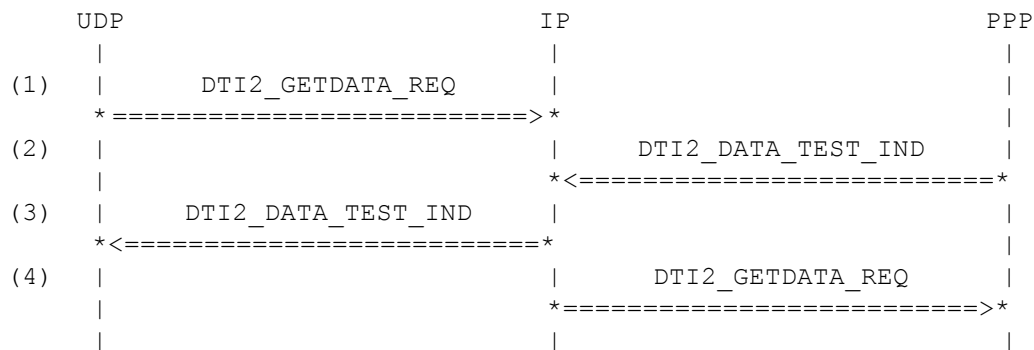 UDP IP PPP
(1) DTI2_GETDATA_REQ
(2) DTI2_DATA_TEST_IND
(3) DTI2_DATA_TEST_IND
(4) DTI2_GETDATA_REQ